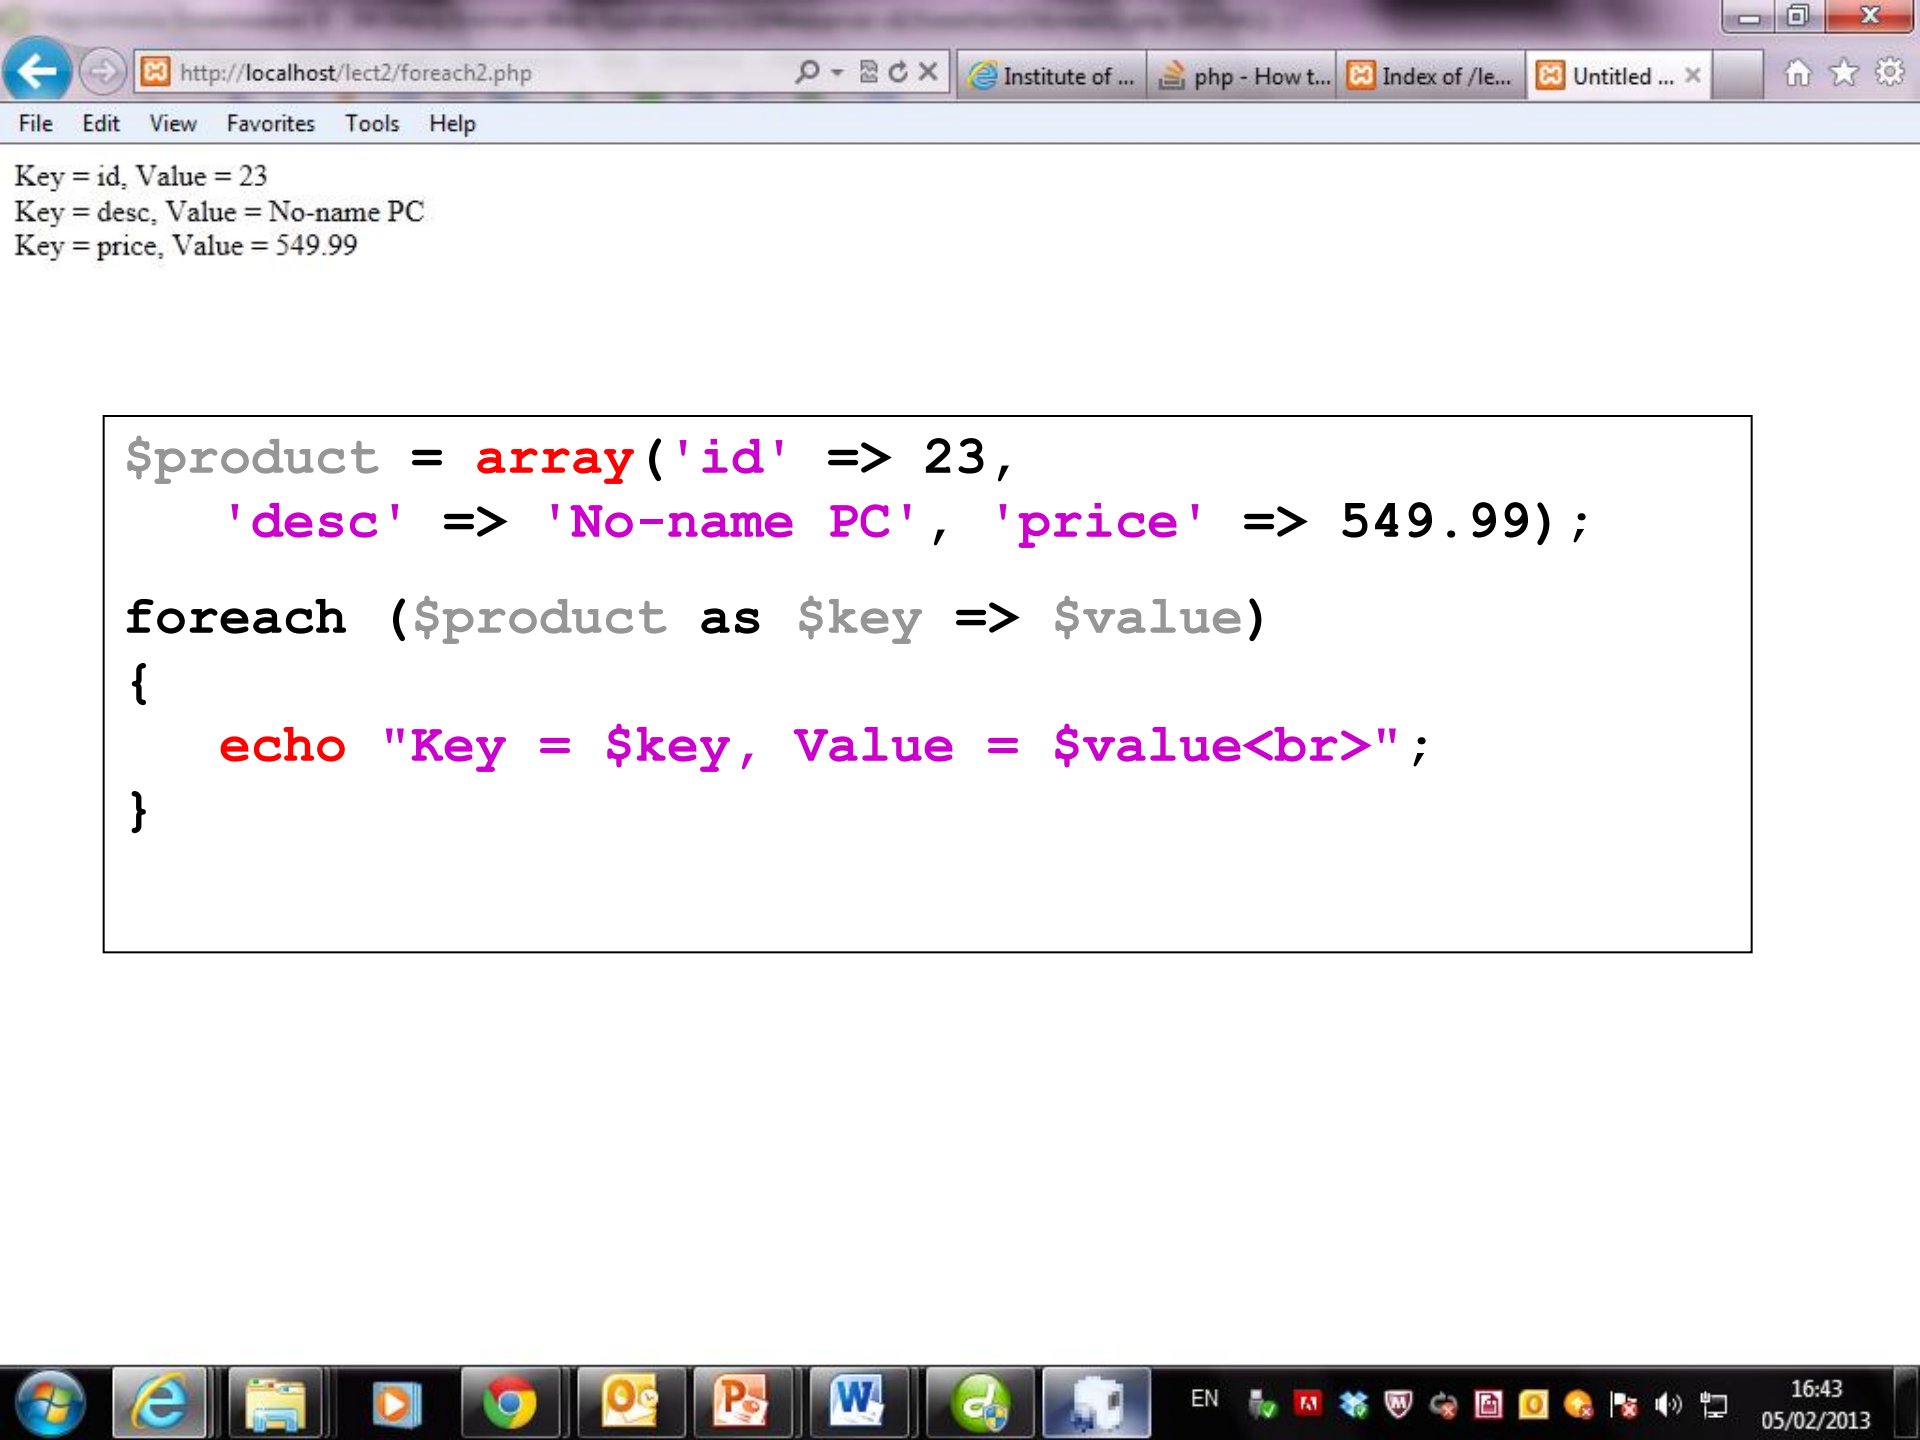 http://localhost/lect2/foreach2.php
Institute of ...
php - How t...
Index of /le...
Untitled ...
File Edit View Favorites Tools Help
Key = id, Value = 23
Key = desc, Value = No-name PC
Key = price, Value = 549.99
$product = array('id' => 23,
'desc' => 'No-name PC', 'price' => 549.99);
foreach ($product as $key => $value)
{
echo "Key = $key, Value = $value<br>";
}
EN
16:43
05/02/2013